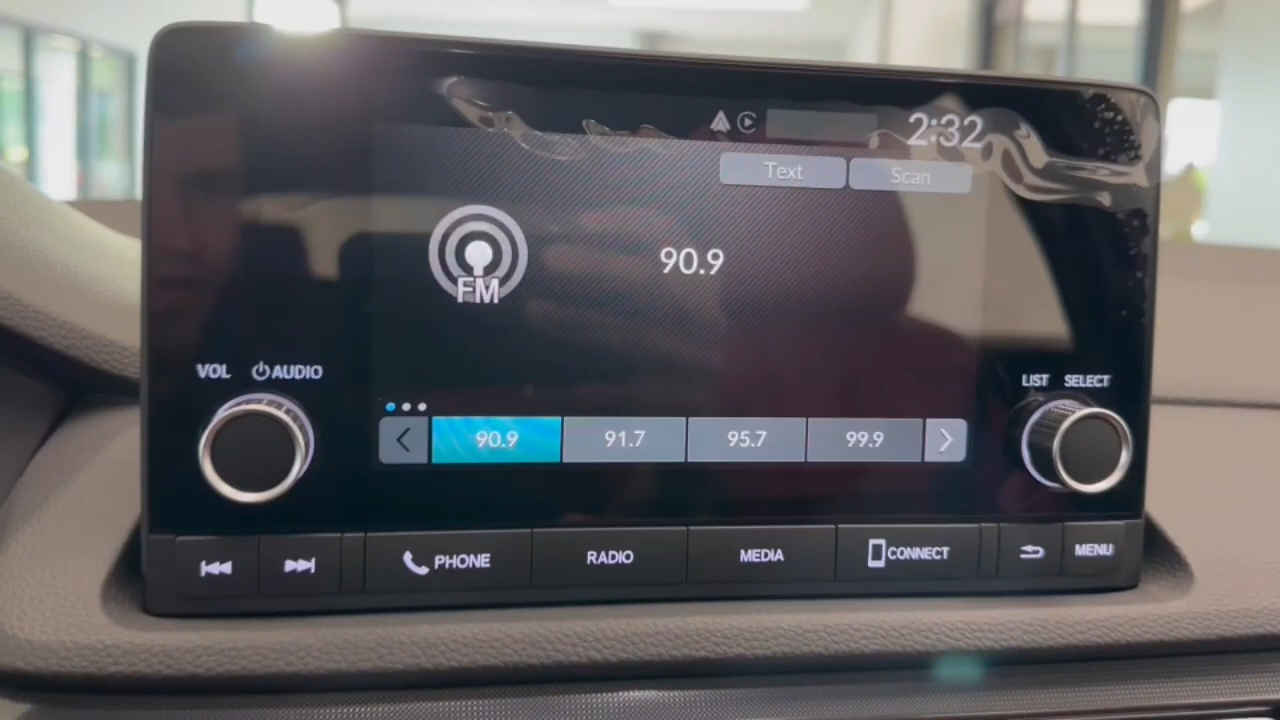 2:32
Text Scan
FM
90.9
VOL AUDIO
LIST SELECT
90.9 91.7 95.7 99.9
PHONE RADIO MEDIA CONNECT MENU